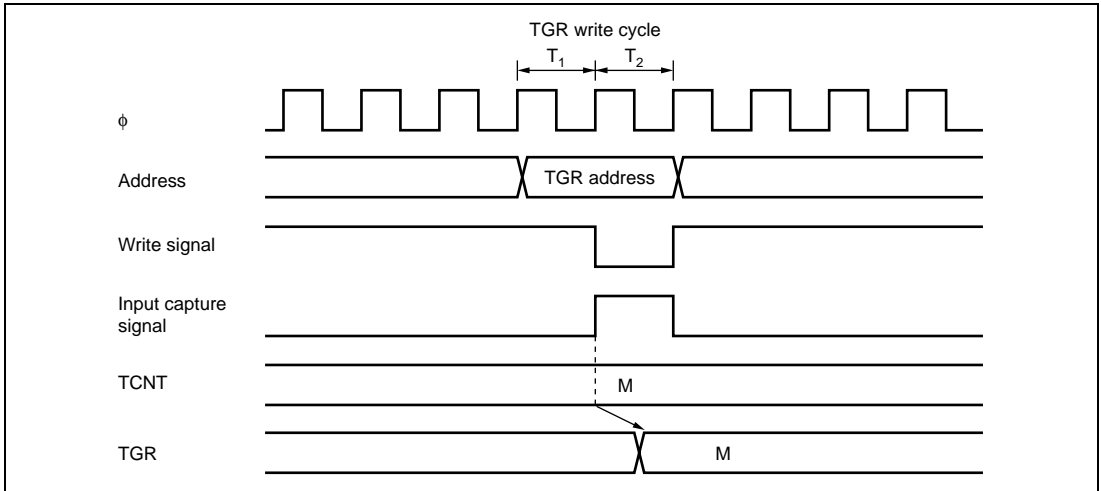 TGR write cycle
T1 T2
ϕ
Address
TGR address
Write signal
Input capture
signal
TCNT
M
TGR
M